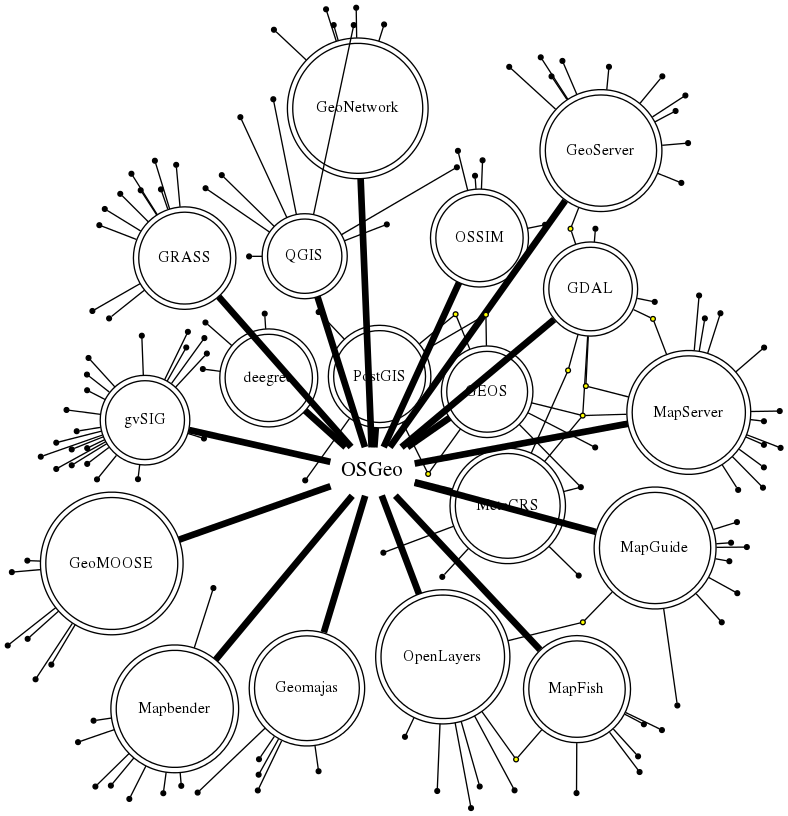 GeoNetwork
GeoServer
GRASS
QGIS
OSSIM
GDAL
deegree
PostGIS
GEOS
gvSIG
MapServer
OSGeo
MetaCRS
GeoMOOSE
MapGuide
Mapbender
Geomajas
OpenLayers
MapFish